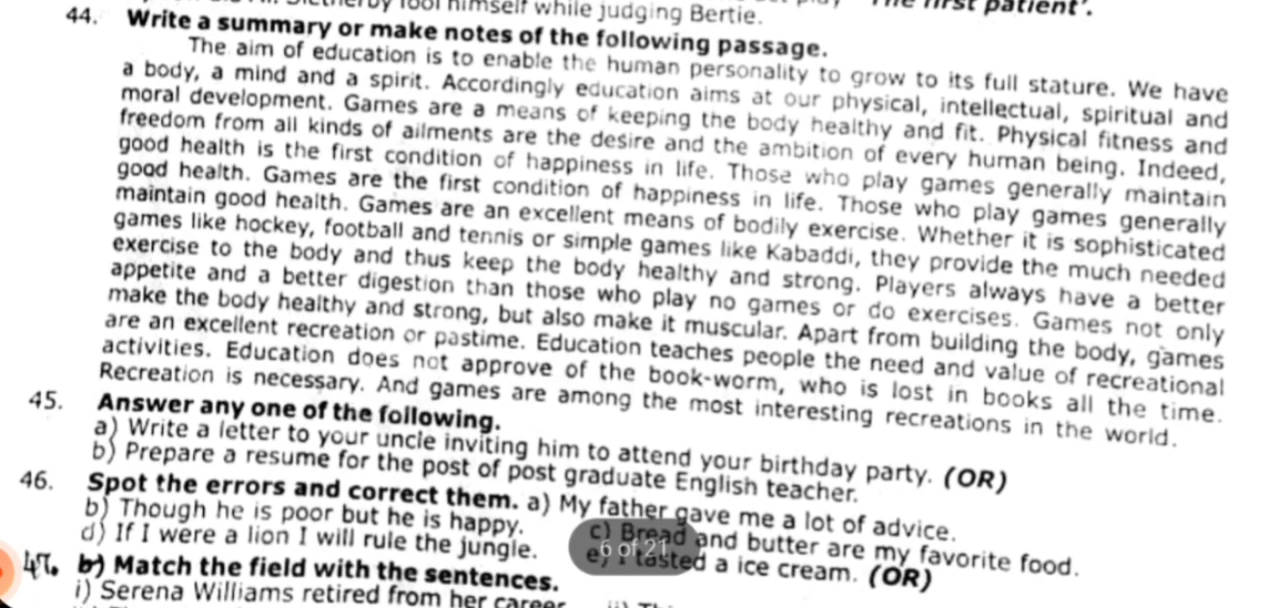 'The first patient'.
fool himself while judging Bertie.
44. Write a summary or make notes of the following passage.
The aim of education is to enable the human personality to grow to its full stature. We have
a body, a mind and a spirit. Accordingly education aims at our physical, intellectual, spiritual and
moral development. Games are a means of keeping the body healthy and fit. Physical fitness and
freedom from all kinds of ailments are the desire and the ambition of every human being. Indeed,
good health is the first condition of happiness in life. Those who play games generally maintain
good health. Games are the first condition of happiness in life. Those who play games generally
maintain good health. Games are an excellent means of bodily exercise. Whether it is sophisticated
games like hockey, football and tennis or simple games like Kabaddi, they provide the much needed
exercise to the body and thus keep the body healthy and strong. Players always have a better
appetite and a better digestion than those who play no games or do exercises. Games not only
make the body healthy and strong, but also make it muscular. Apart from building the body, games
are an excellent recreation or pastime. Education teaches people the need and value of recreational
activities. Education does not approve of the book-worm, who is lost in books all the time.
Recreation is necessary. And games are among the most interesting recreations in the world.
45. Answer any one of the following.
a) Write a letter to your uncle inviting him to attend your birthday party. (OR)
b) Prepare a resume for the post of post graduate English teacher.
46. Spot the errors and correct them. a) My father gave me a lot of advice.
b) Though he is poor but he is happy. c) Bread and butter are my favorite food.
d) If I were a lion I will rule the jungle. e) I tasted a ice cream. (OR)
6 of 21
47. b) Match the field with the sentences.
i) Serena Williams retired from her career